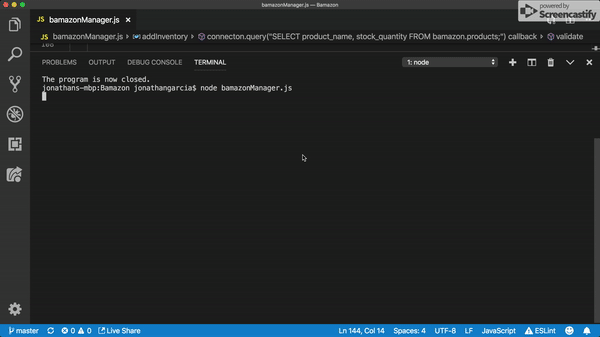 bamazonManager.js — Bamazon
powered by
Screencastify
JS bamazonManager.js
JS bamazonManager.js › addInventory › connecton.query("SELECT product_name, stock_quantity FROM bamazon.products;") callback › validate
PROBLEMS OUTPUT DEBUG CONSOLE TERMINAL 1: node
The program is now closed.
jonathans-mbp:Bamazon jonathangarcia$ node bamazonManager.js
master 0 0 Live Share Ln 144, Col 14 Spaces: 4 UTF-8 LF JavaScript ESLint